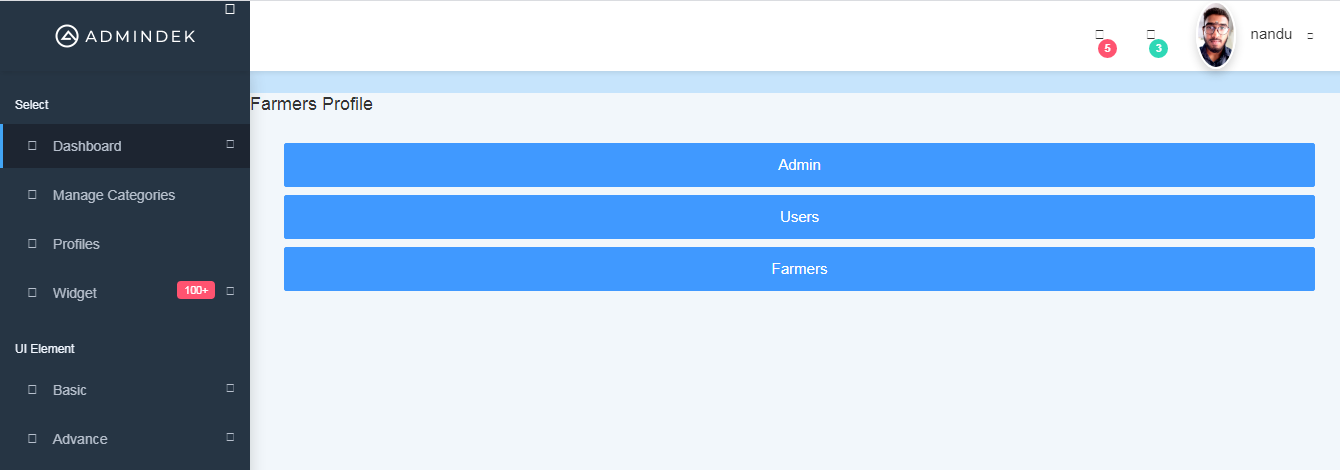 ADMINDEK
5
3
nandu
Select
Dashboard
Manage Categories
Profiles
Widget 100+
UI Element
Basic
Advance
Farmers Profile
Admin
Users
Farmers